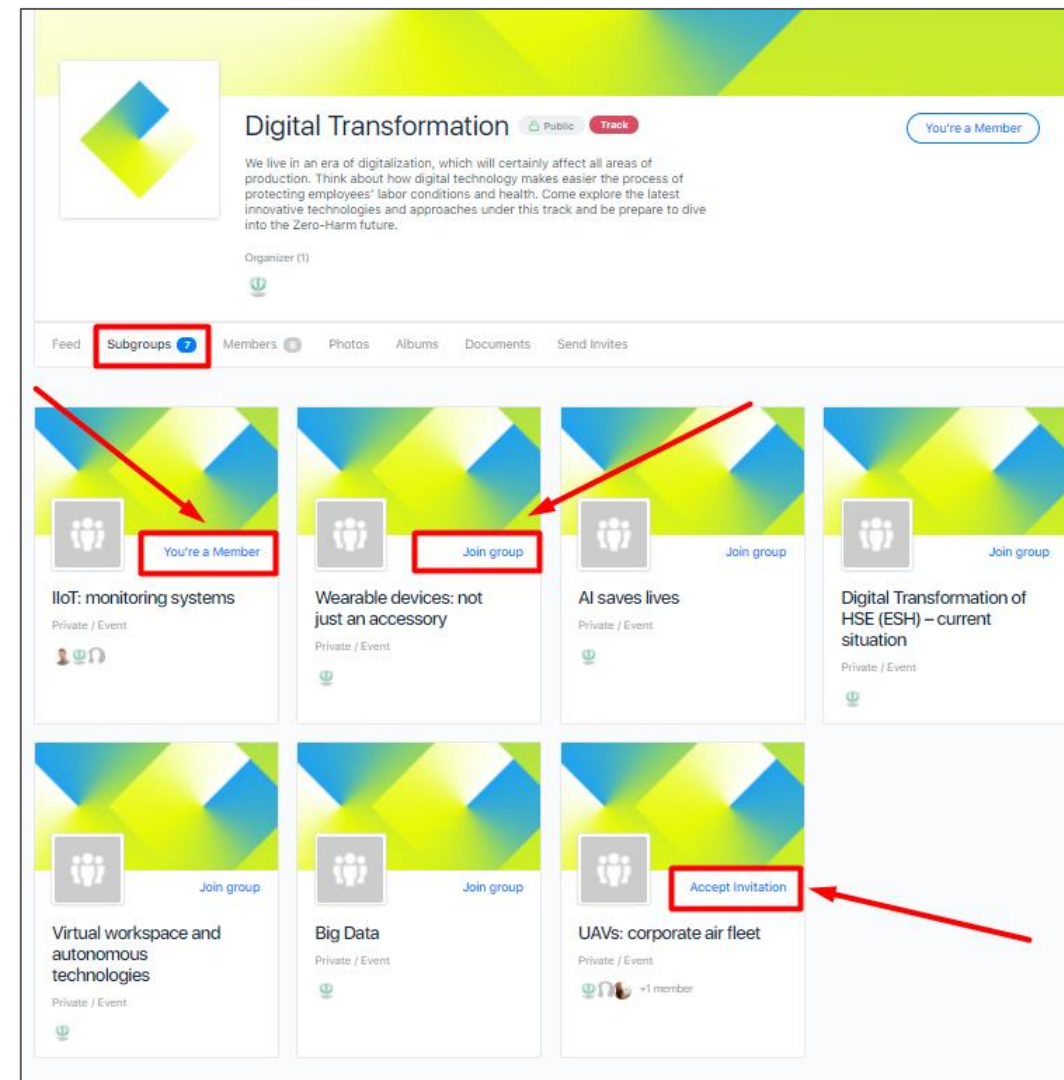 Digital Transformation Public Track
You're a Member
We live in an era of digitalization, which will certainly affect all areas of
production. Think about how digital technology makes easier the process of
protecting employees' labor conditions and health. Come explore the latest
innovative technologies and approaches under this track and be prepare to dive
into the Zero-Harm future.
Organizer (1)
Feed Subgroups 7 Members Photos Albums Documents Send Invites
You're a Member
IIoT: monitoring systems
Private / Event
Join group
Wearable devices: not
just an accessory
Private / Event
Join group
AI saves lives
Private / Event
Join group
Digital Transformation of
HSE (ESH) – current
situation
Private / Event
Join group
Virtual workspace and
autonomous
technologies
Private / Event
Join group
Big Data
Private / Event
Accept Invitation
UAVs: corporate air fleet
Private / Event
+1 member